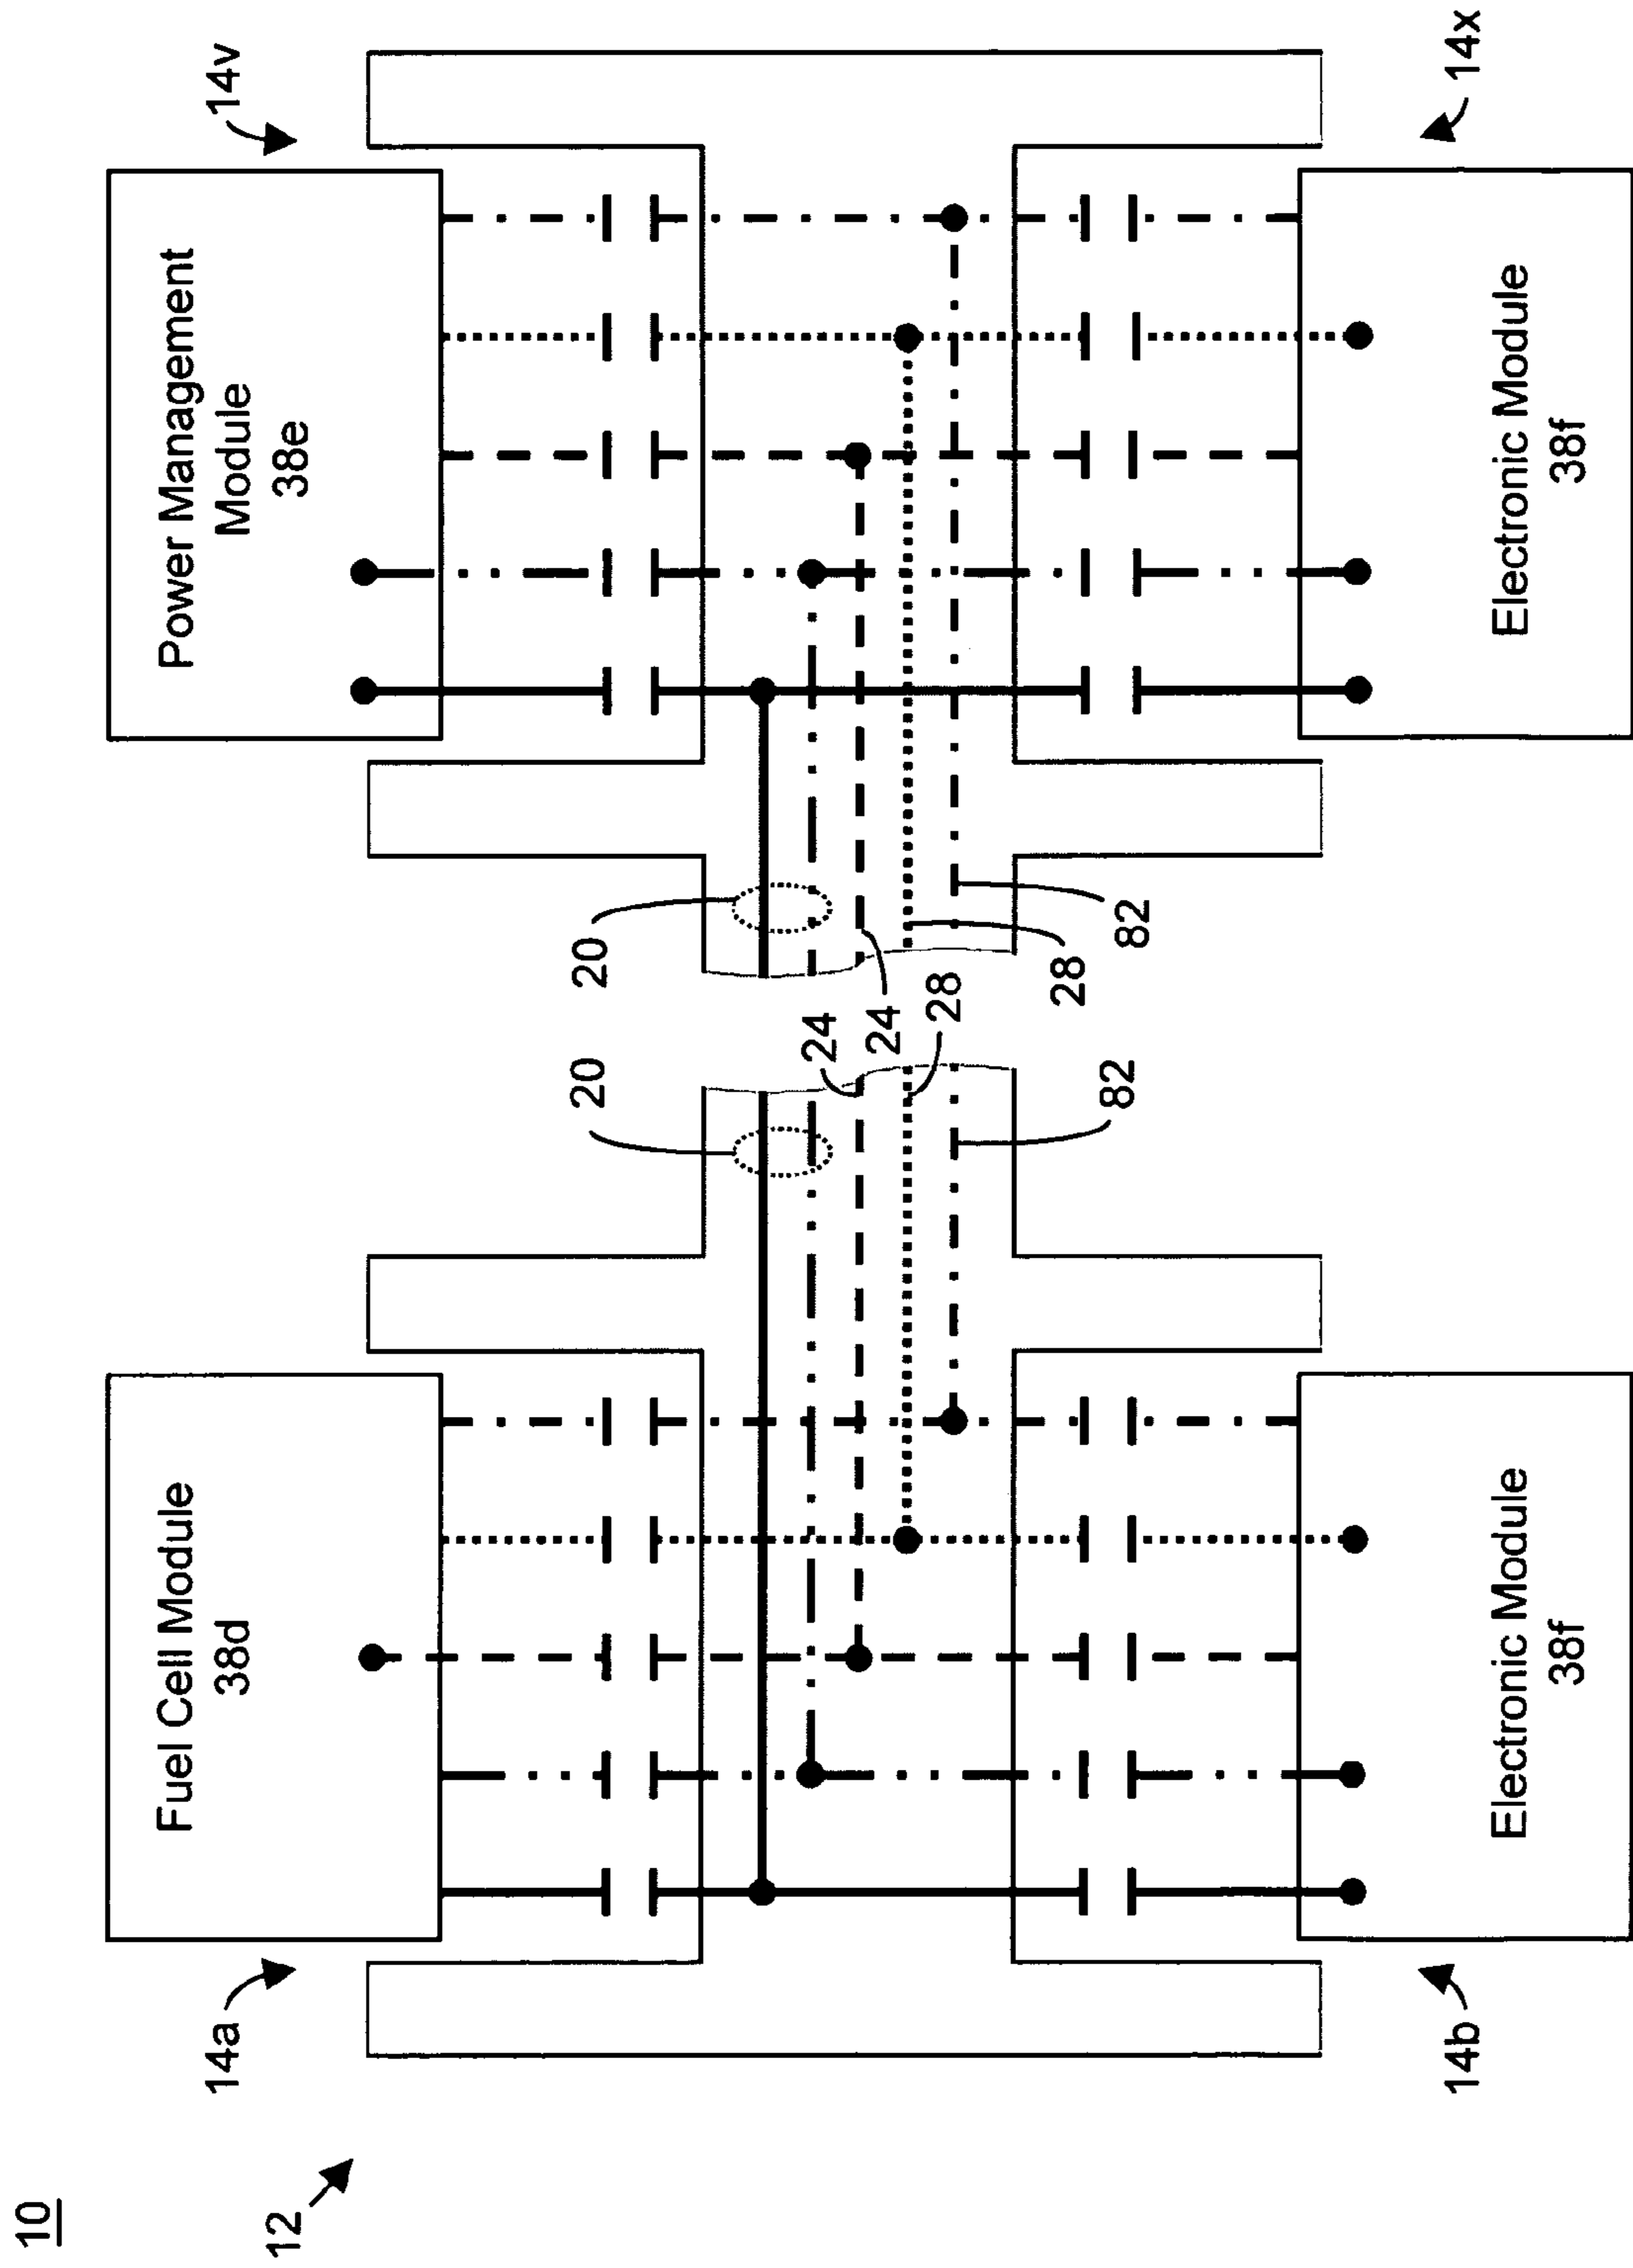 10
12
14a
14v
Fuel Cell Module
38d
Power Management
Module
38e
20
20
24
24
28
28
82
82
Electronic Module
38f
Electronic Module
38f
14b
14x